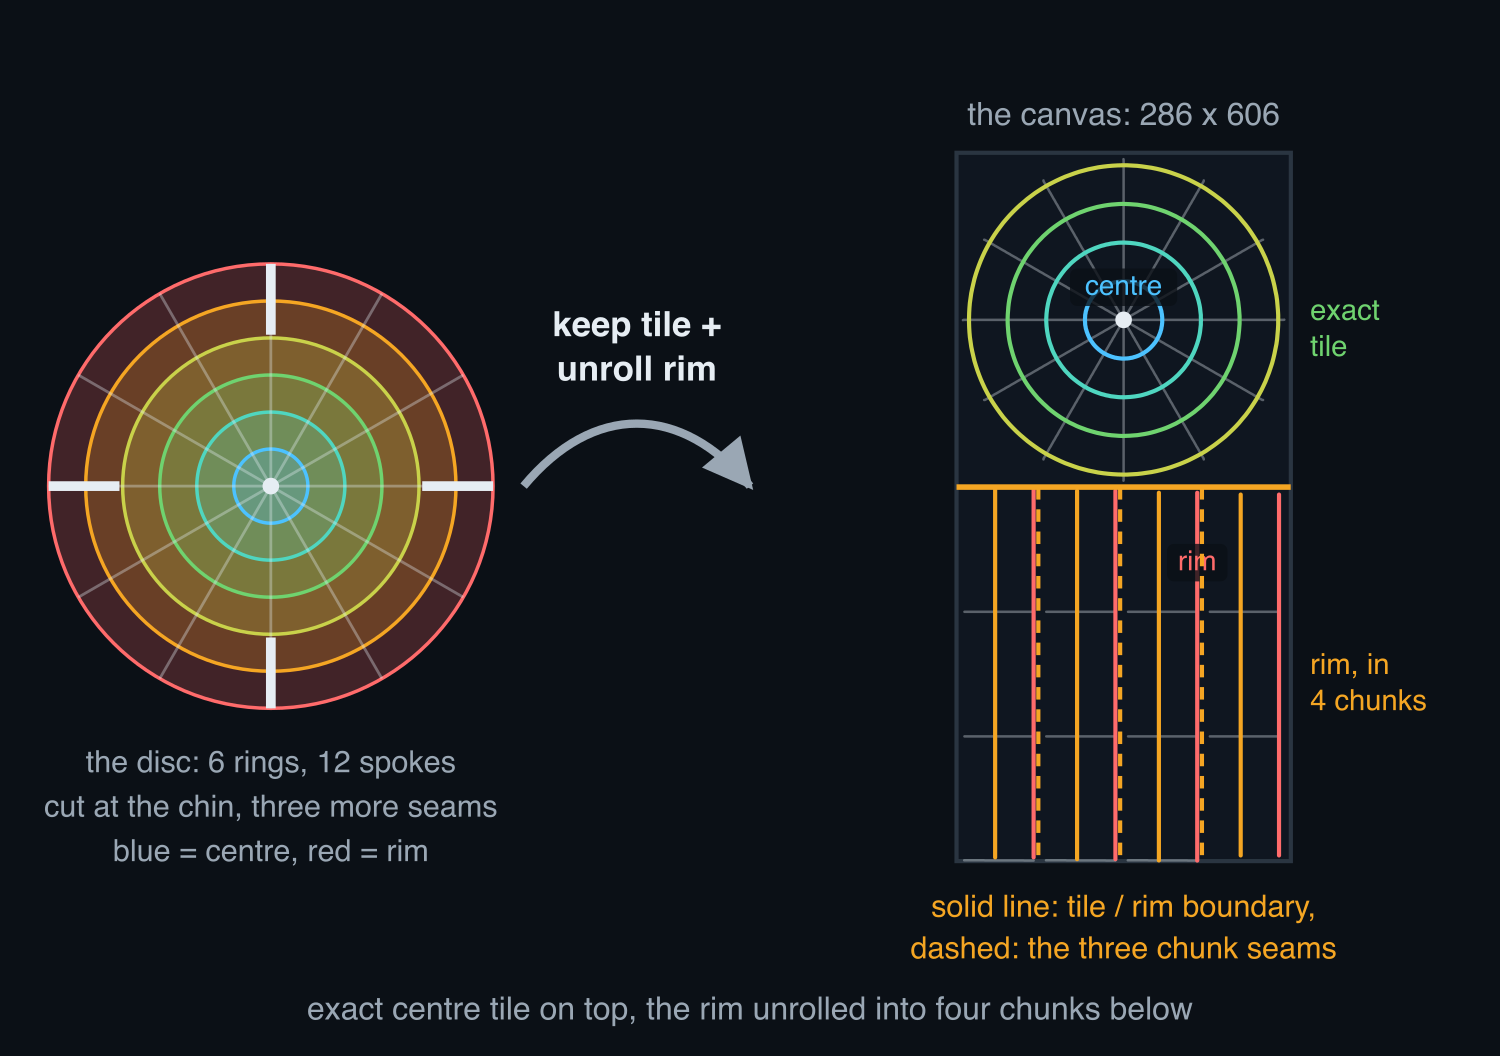 the canvas: 286 x 606
centre
exact
tile
keep tile +
unroll rim
rim
rim, in
4 chunks
the disc: 6 rings, 12 spokes
cut at the chin, three more seams
blue = centre, red = rim
solid line: tile / rim boundary,
dashed: the three chunk seams
exact centre tile on top, the rim unrolled into four chunks below